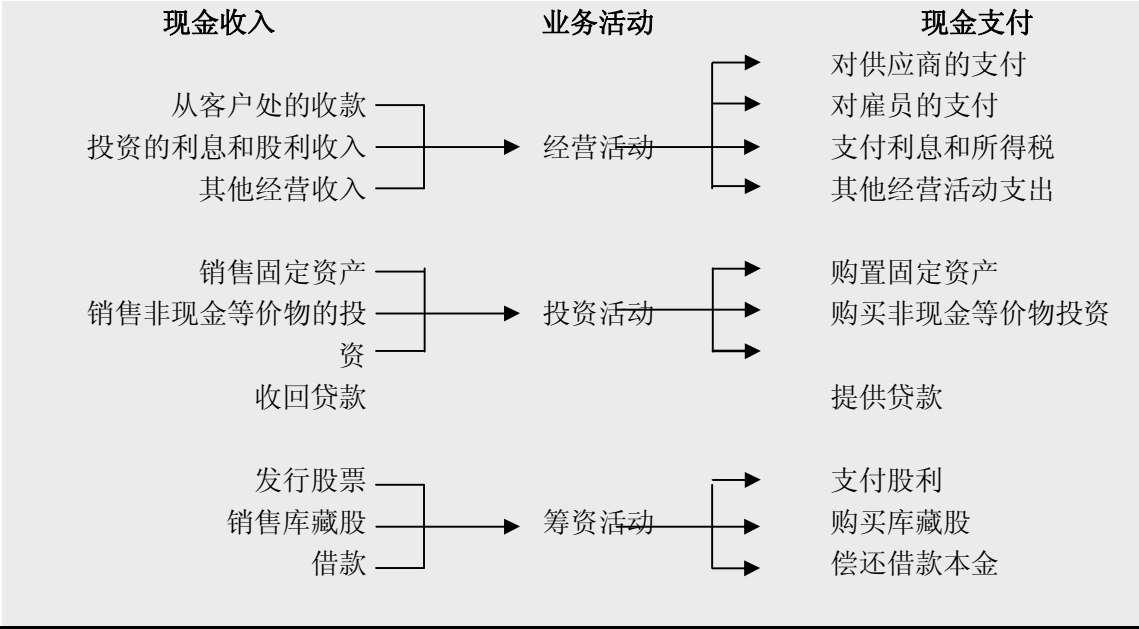 现金收入 业务活动 现金支付
对供应商的支付
从客户处的收款 对雇员的支付
投资的利息和股利收入 经营活动 支付利息和所得税
其他经营收入 其他经营活动支出
销售固定资产 购置固定资产
销售非现金等价物的投 投资活动 购买非现金等价物投资
资
收回贷款 提供贷款
发行股票 支付股利
销售库藏股 筹资活动 购买库藏股
借款 偿还借款本金